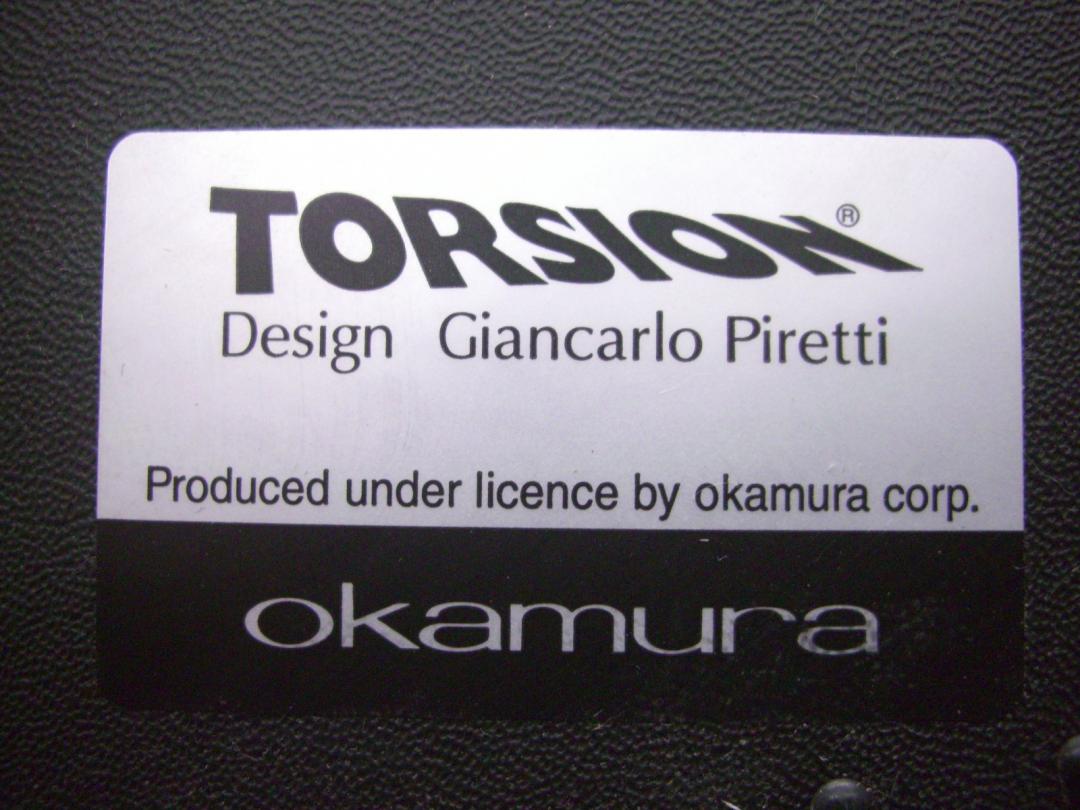 TORSION®
Design Giancarlo Piretti
Produced under licence by okamura corp.
okamura